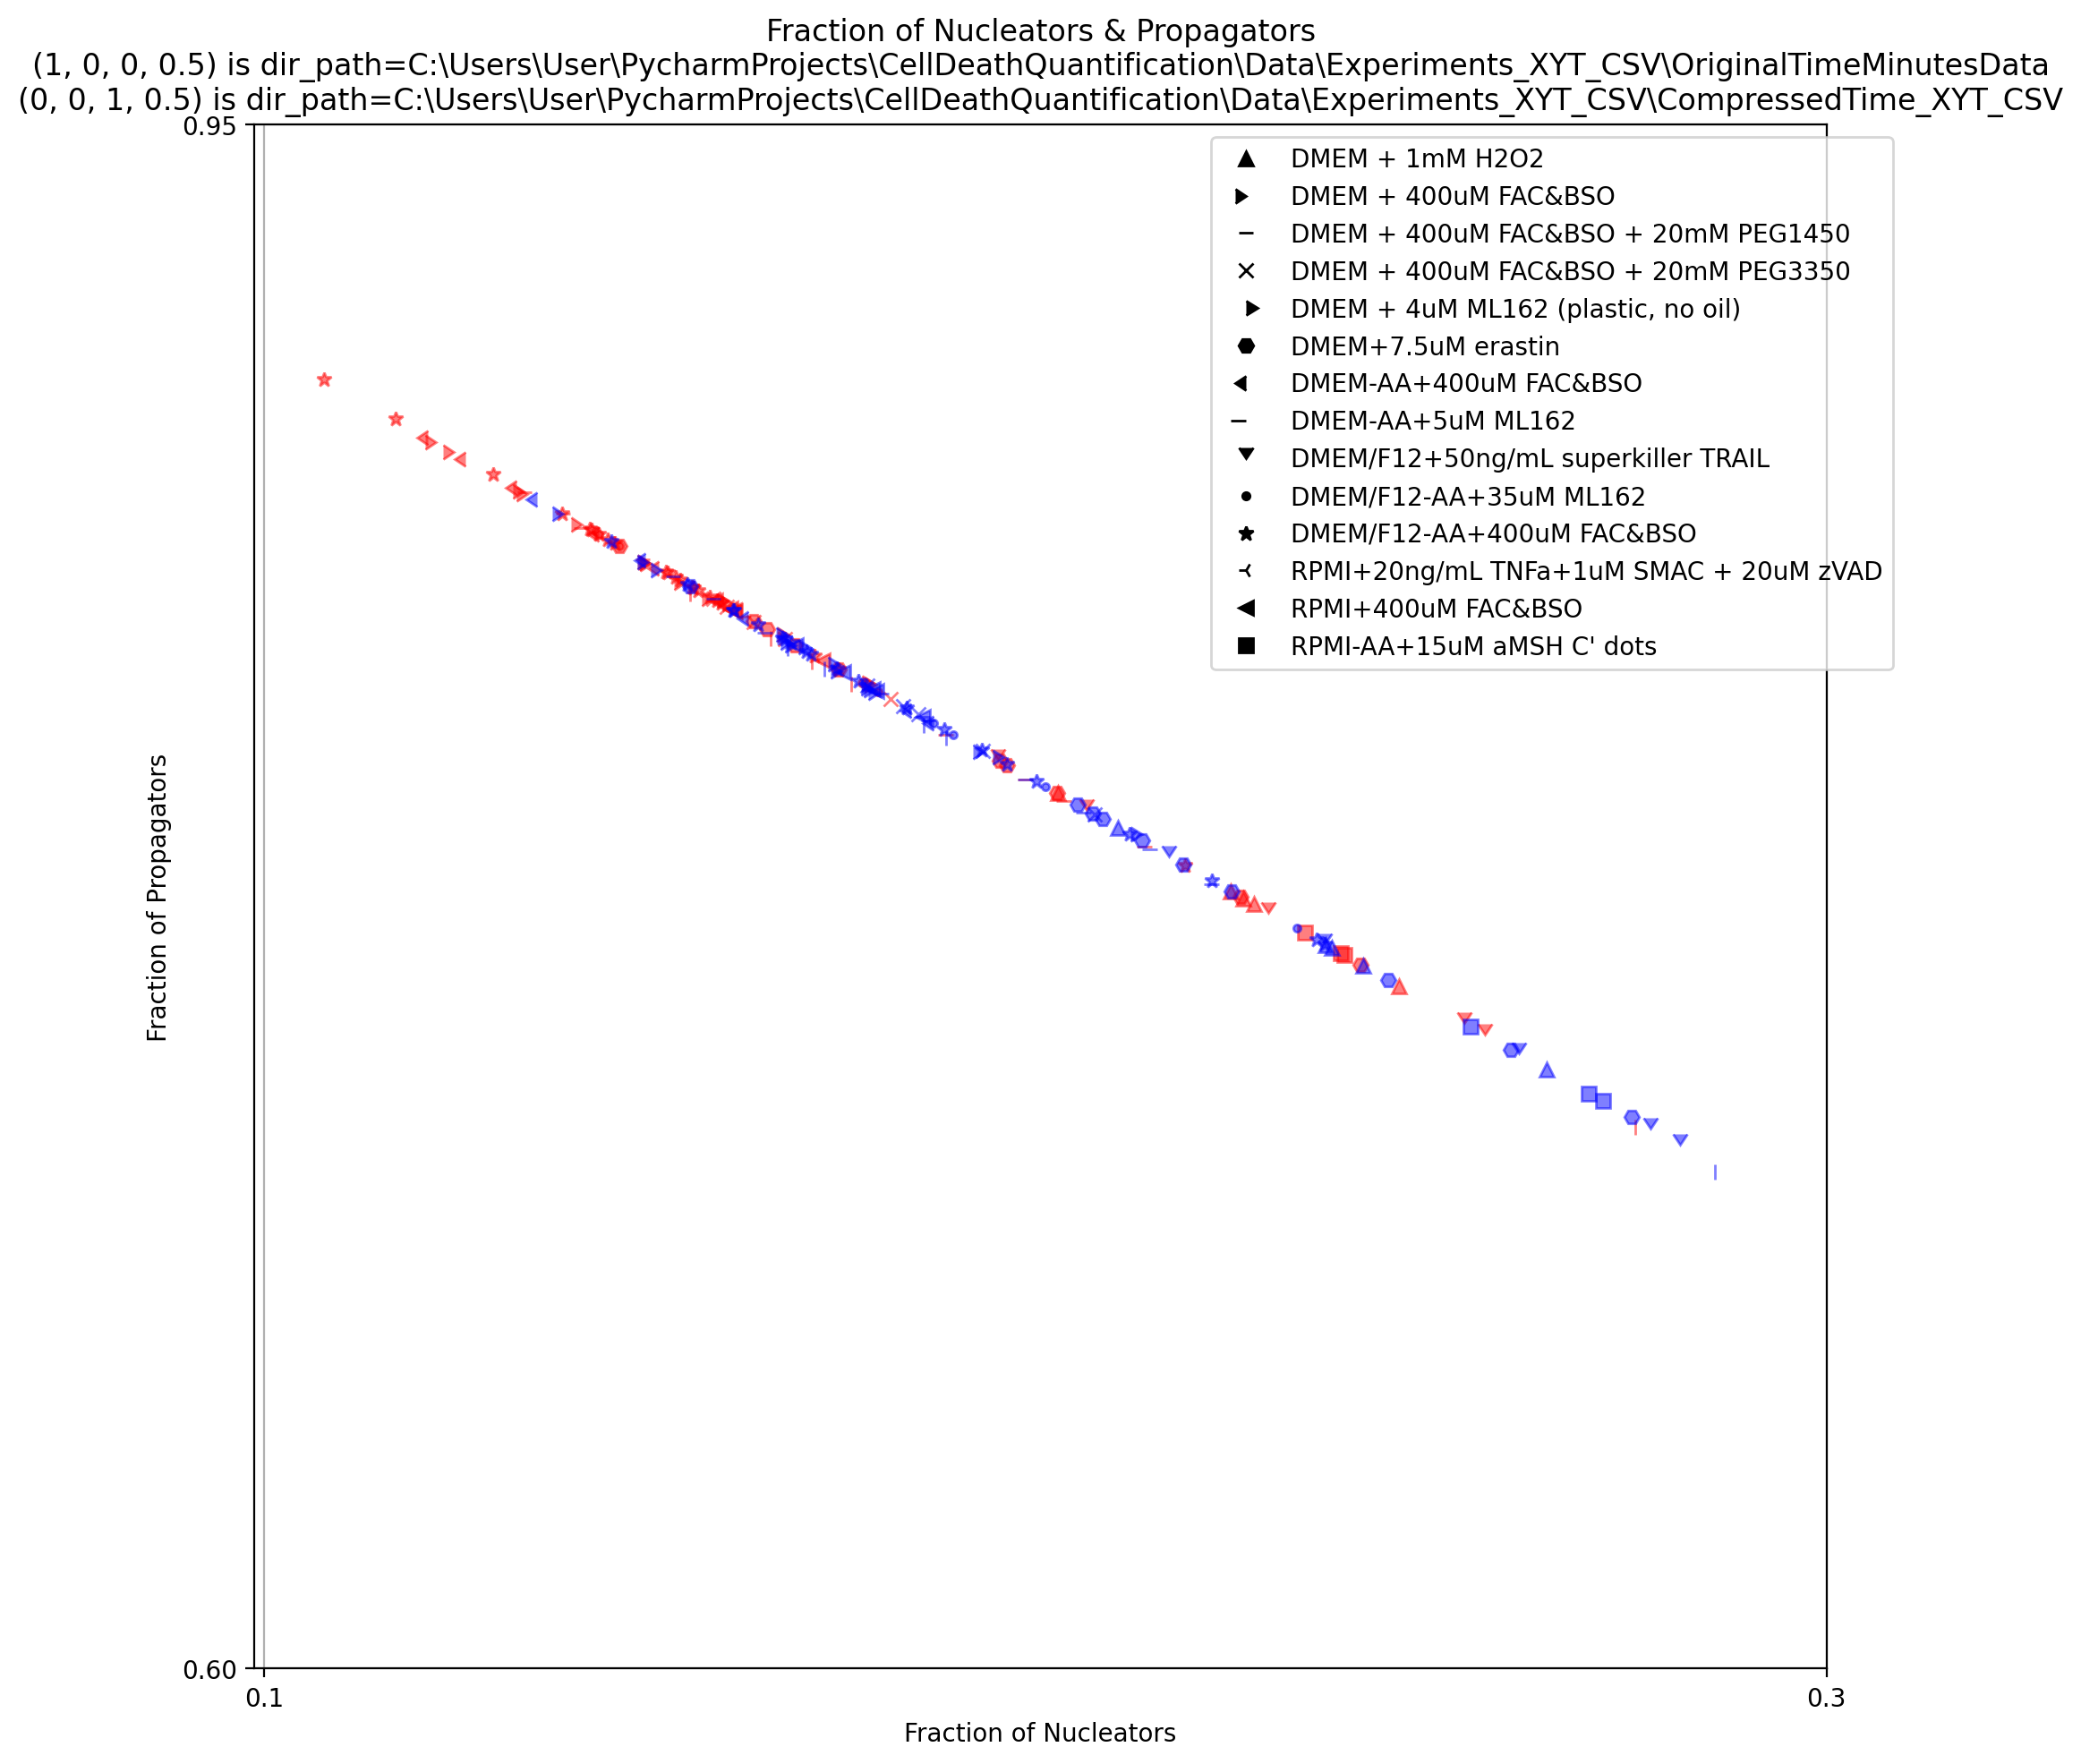 Fraction of Nucleators & Propagators
(1, 0, 0, 0.5) is dir_path=C:\Users\User\PycharmProjects\CellDeathQuantification\Data\Experiments_XYT_CSV\OriginalTimeMinutesData
(0, 0, 1, 0.5) is dir_path=C:\Users\User\PycharmProjects\CellDeathQuantification\Data\Experiments_XYT_CSV\CompressedTime_XYT_CSV
0.95
DMEM + 1mM H2O2
DMEM + 400uM FAC&BSO
DMEM + 400uM FAC&BSO + 20mM PEG1450
DMEM + 400uM FAC&BSO + 20mM PEG3350
DMEM + 4uM ML162 (plastic, no oil)
DMEM+7.5uM erastin
DMEM-AA+400uM FAC&BSO
DMEM-AA+5uM ML162
DMEM/F12+50ng/mL superkiller TRAIL
DMEM/F12-AA+35uM ML162
DMEM/F12-AA+400uM FAC&BSO
RPMI+20ng/mL TNFa+1uM SMAC + 20uM zVAD
RPMI+400uM FAC&BSO
RPMI-AA+15uM aMSH C' dots
Fraction of Propagators
0.60
0.1
0.3
Fraction of Nucleators